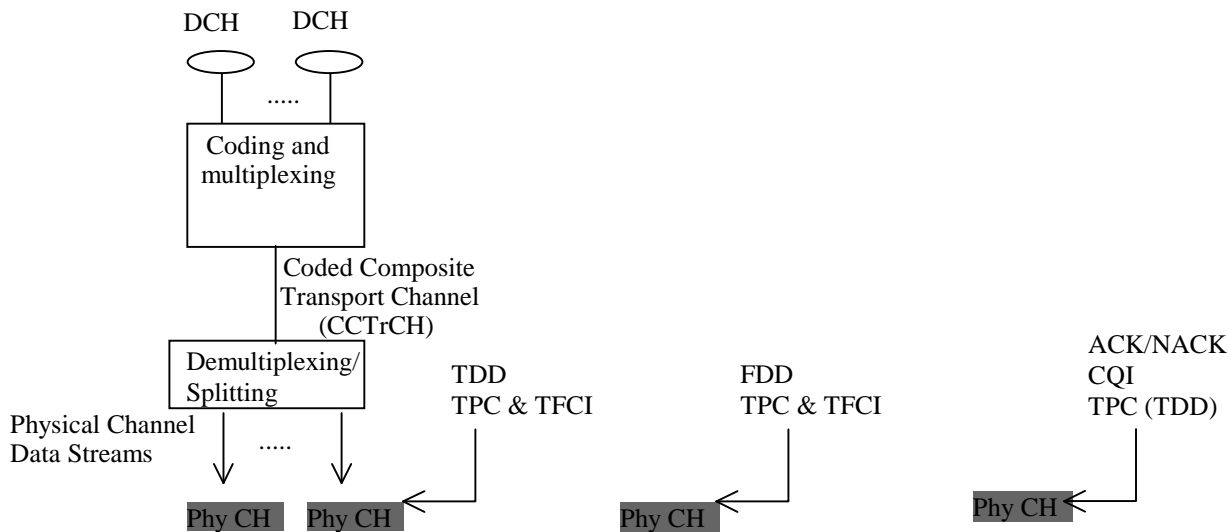 DCH DCH
.....
Coding and
multiplexing
Coded Composite
Transport Channel
(CCTrCH)
Demultiplexing/
Splitting
Physical Channel
Data Streams
.....
TDD
TPC & TFCI
FDD
TPC & TFCI
ACK/NACK
CQI
TPC (TDD)
Phy CH Phy CH Phy CH Phy CH